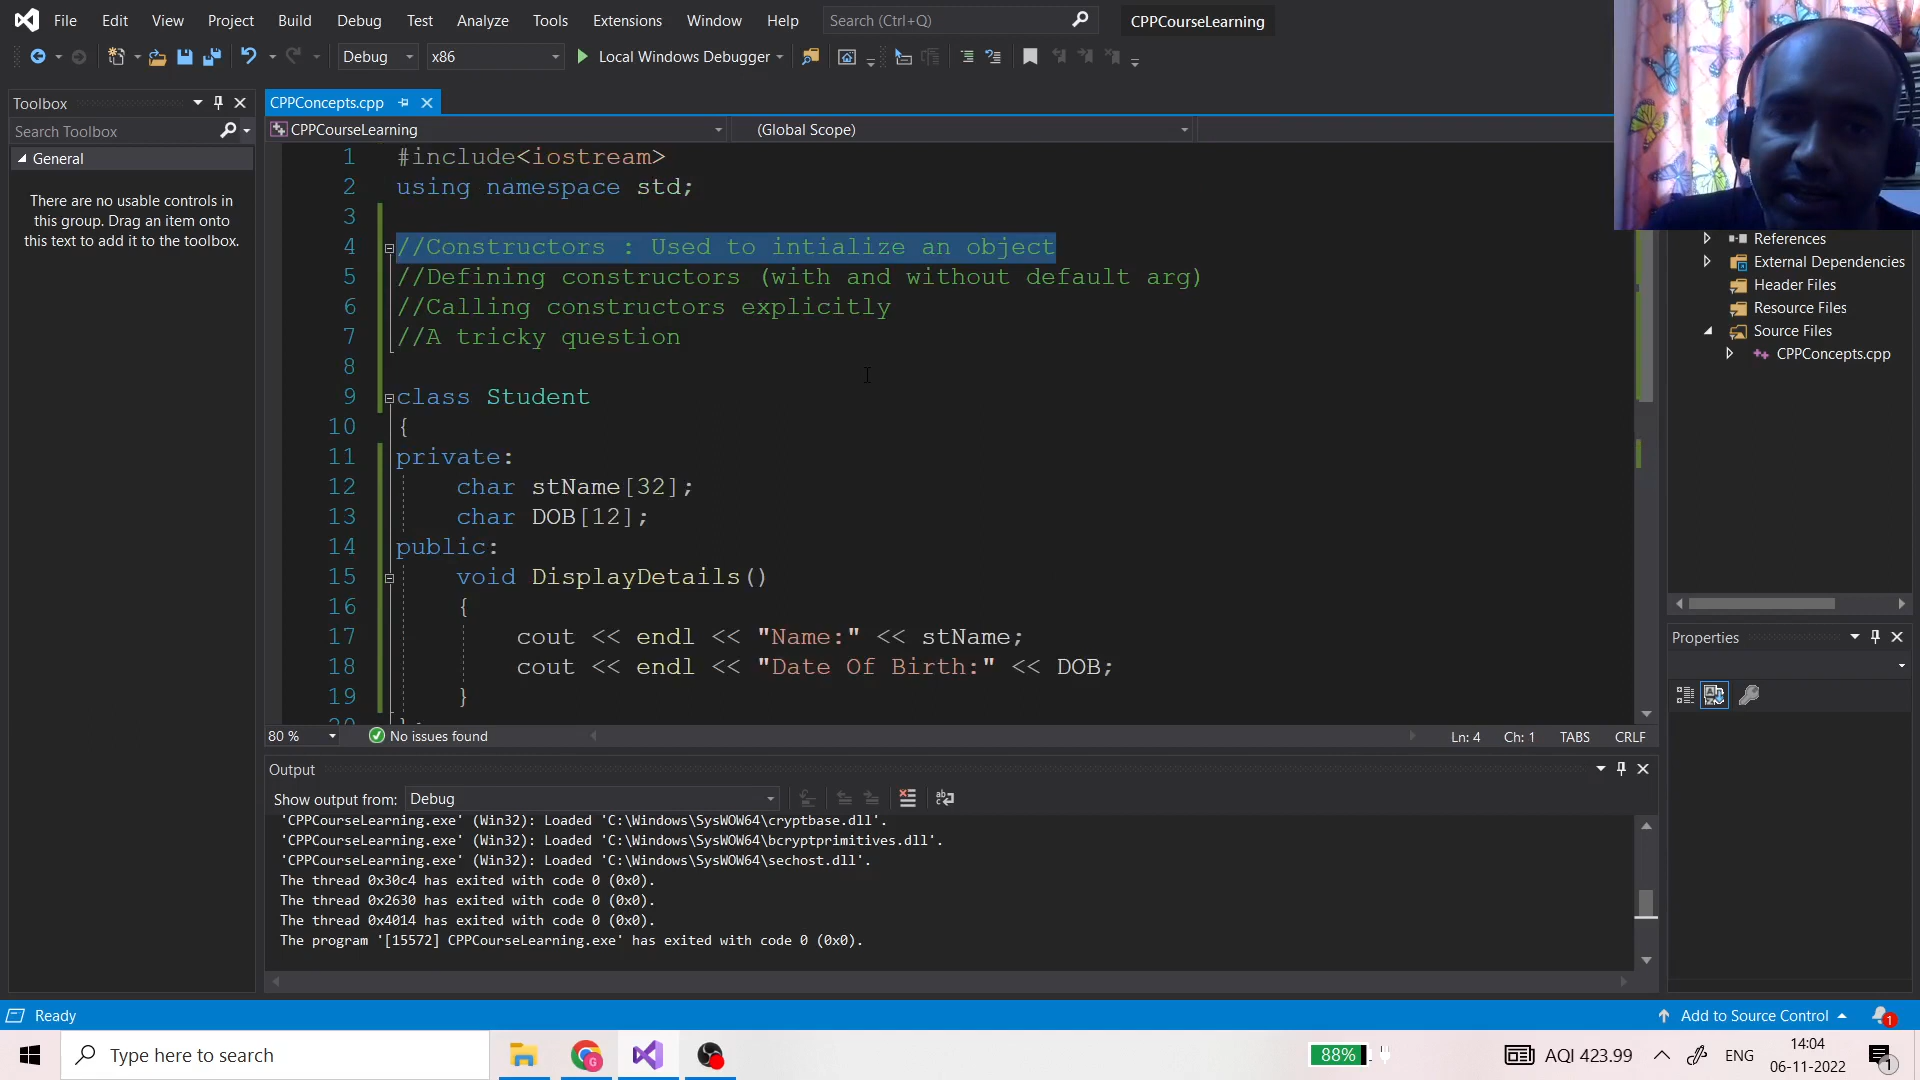 File Edit View Project Build Debug Test Analyze Tools Extensions Window Help Search (Ctrl+Q) CPPCourseLearning
Debug x86 Local Windows Debugger
Toolbox
Search Toolbox
General
There are no usable controls in
this group. Drag an item onto
this text to add it to the toolbox.
CPPConcepts.cpp
CPPCourseLearning (Global Scope)
1 #include<iostream>
2 using namespace std;
3
4 //Constructors : Used to intialize an object
5 //Defining constructors (with and without default arg)
6 //Calling constructors explicitly
7 //A tricky question
8
9 class Student
10 {
11 private:
12 char stName[32];
13 char DOB[12];
14 public:
15 void DisplayDetails()
16 {
17 cout << endl << "Name:" << stName;
18 cout << endl << "Date Of Birth:" << DOB;
19 }
20 };
80 % No issues found Ln: 4 Ch: 1 TABS CRLF
Output
Show output from: Debug
'CPPCourseLearning.exe' (Win32): Loaded 'C:\Windows\SysWOW64\cryptbase.dll'.
'CPPCourseLearning.exe' (Win32): Loaded 'C:\Windows\SysWOW64\bcryptprimitives.dll'.
'CPPCourseLearning.exe' (Win32): Loaded 'C:\Windows\SysWOW64\sechost.dll'.
The thread 0x30c4 has exited with code 0 (0x0).
The thread 0x2630 has exited with code 0 (0x0).
The thread 0x4014 has exited with code 0 (0x0).
The program '[15572] CPPCourseLearning.exe' has exited with code 0 (0x0).
References
External Dependencies
Header Files
Resource Files
Source Files
CPPConcepts.cpp
Properties
Ready Add to Source Control 1
Type here to search 88% AQI 423.99 ENG 14:04
06-11-2022 1